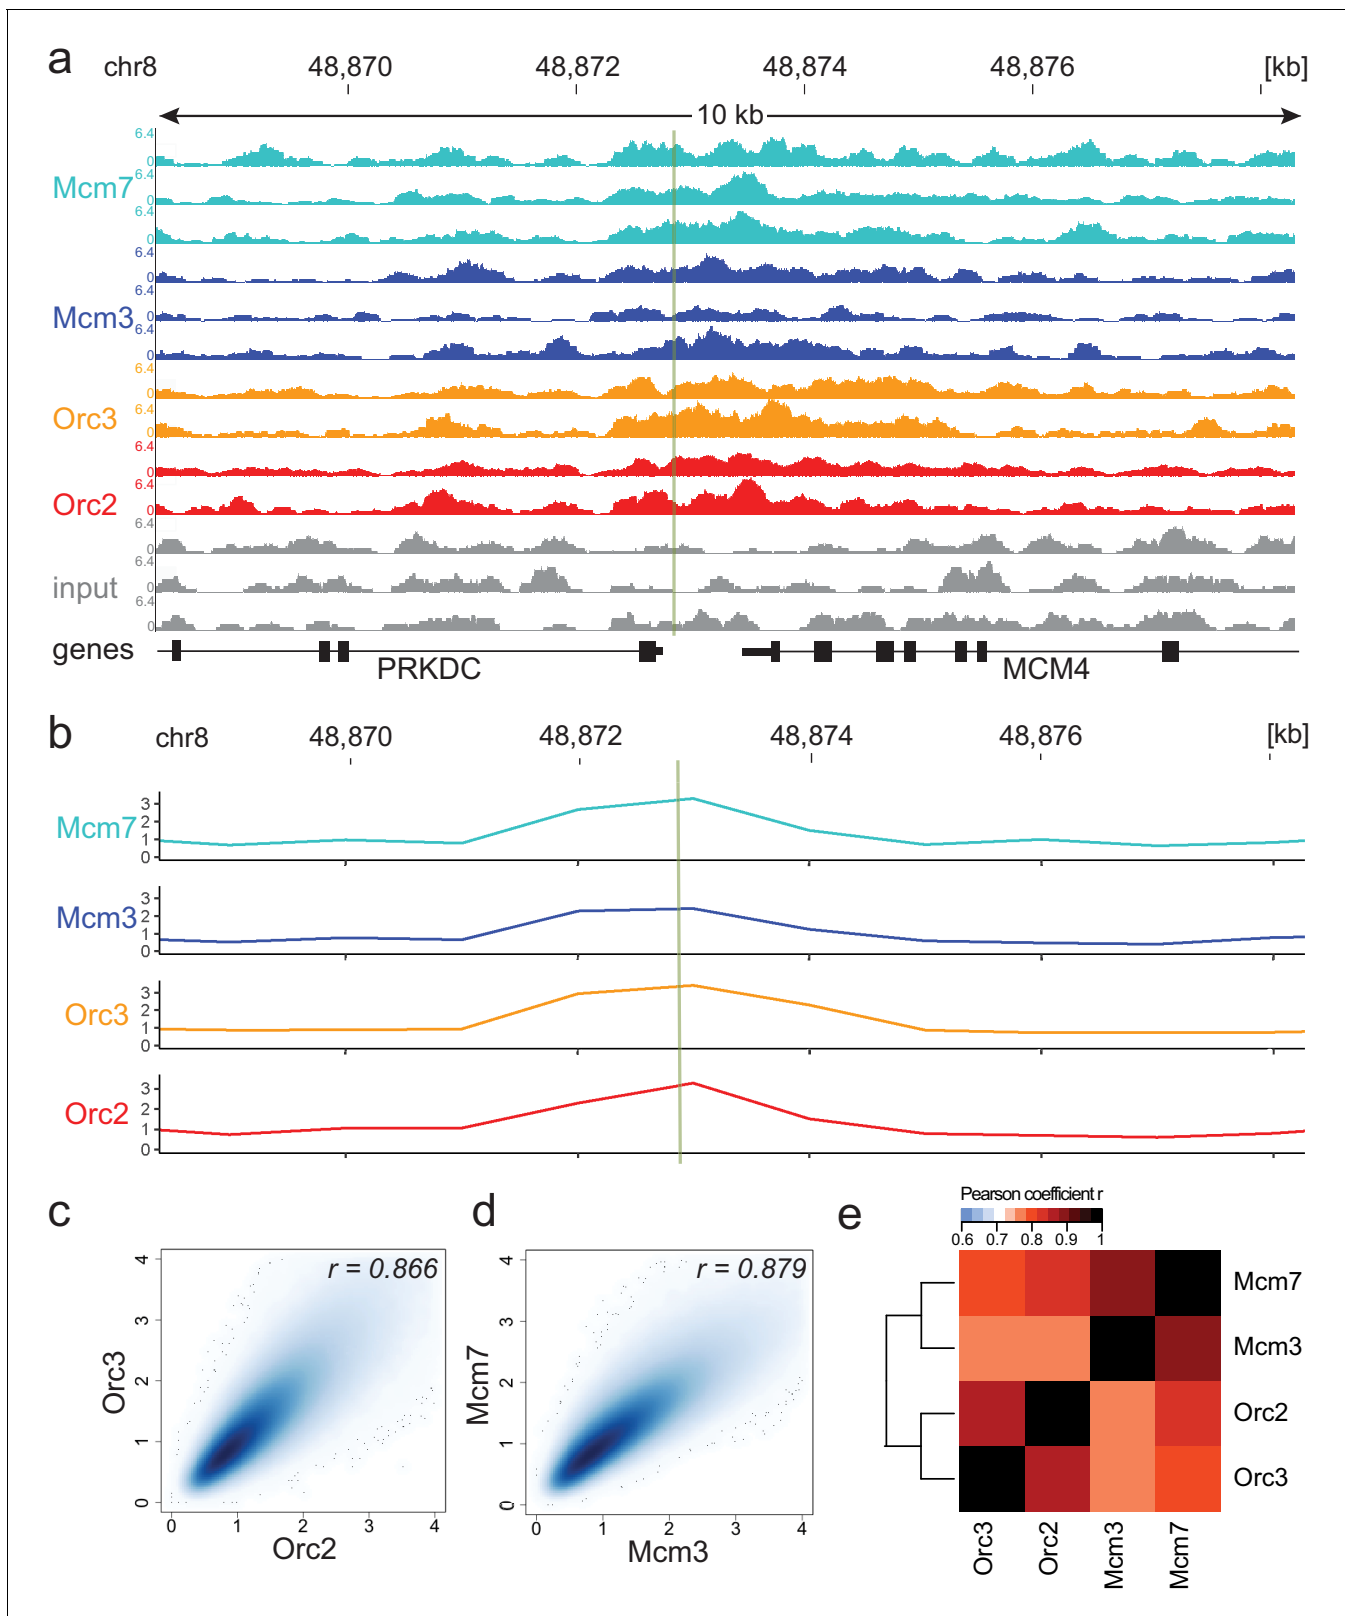 a
chr8 48,870 48,872 48,874 48,876 [kb]
10 kb
6.4
0
6.4
Mcm7
0
6.4
0
6.4
0
6.4
Mcm3
0
6.4
0
6.4
0
6.4
Orc3
0
6.4
0
6.4
Orc2
0
6.4
0
6.4
input
0
6.4
0
genes
PRKDC MCM4
b
chr8 48,870 48,872 48,874 48,876 [kb]
Mcm7
3
2
1
0
Mcm3
3
2
1
0
Orc3
3
2
1
0
Orc2
3
2
1
0
c
r = 0.866
Orc3
4
3
2
1
0
0 1 2 3 4
Orc2
d
r = 0.879
Mcm7
4
3
2
1
0
0 1 2 3 4
Mcm3
e
Pearson coefficient r
0.6 0.7 0.8 0.9 1
Mcm7
Mcm3
Orc2
Orc3
Orc3 Orc2 Mcm3 Mcm7